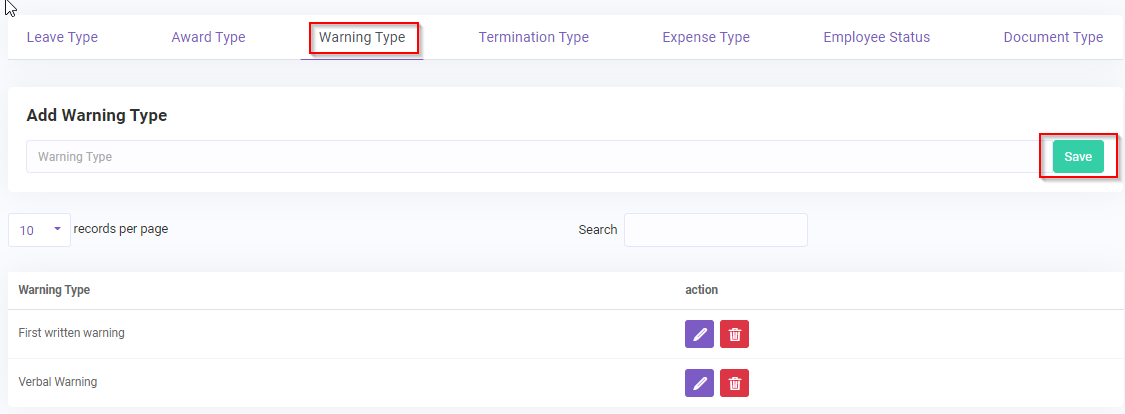 Leave Type Award Type Warning Type Termination Type Expense Type Employee Status Document Type
Add Warning Type
Warning Type Save
10 records per page Search
Warning Type action
First written warning
Verbal Warning